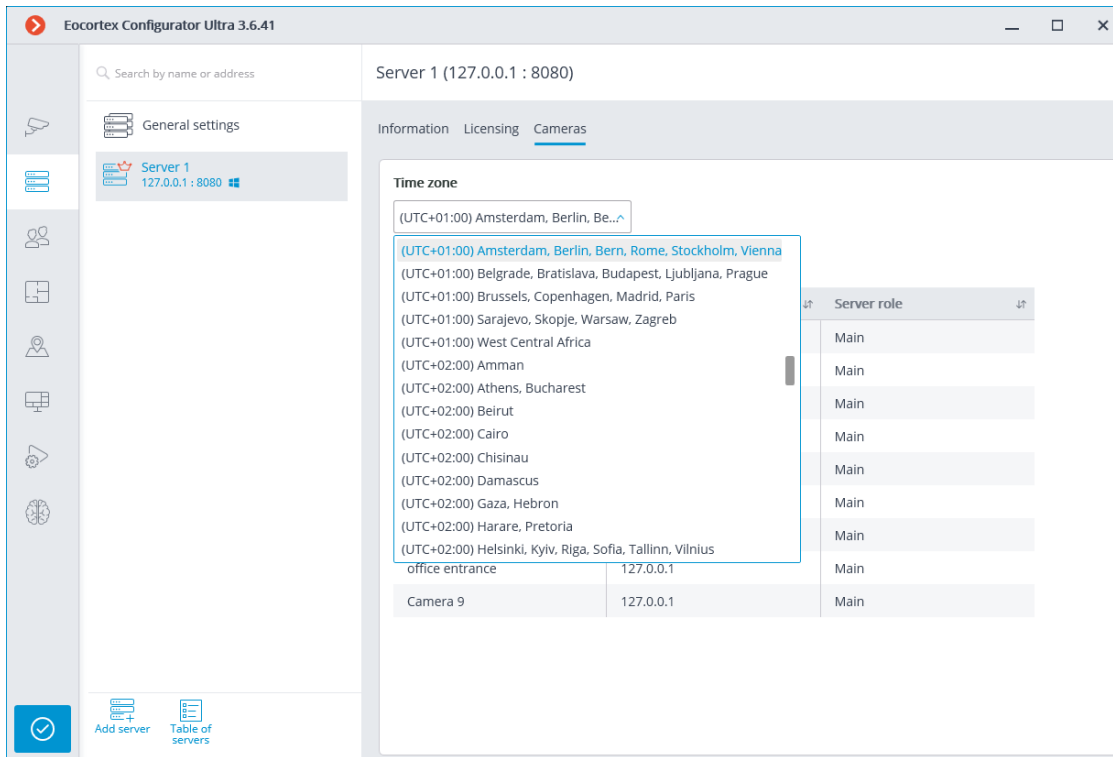 Eocortex Configurator Ultra 3.6.41
Search by name or address
General settings
Server 1
127.0.0.1 : 8080
Add server
Table of
servers
Server 1 (127.0.0.1 : 8080)
Information Licensing Cameras
Time zone
(UTC+01:00) Amsterdam, Berlin, Be...
(UTC+01:00) Amsterdam, Berlin, Bern, Rome, Stockholm, Vienna
(UTC+01:00) Belgrade, Bratislava, Budapest, Ljubljana, Prague
(UTC+01:00) Brussels, Copenhagen, Madrid, Paris
(UTC+01:00) Sarajevo, Skopje, Warsaw, Zagreb
(UTC+01:00) West Central Africa
(UTC+02:00) Amman
(UTC+02:00) Athens, Bucharest
(UTC+02:00) Beirut
(UTC+02:00) Cairo
(UTC+02:00) Chisinau
(UTC+02:00) Damascus
(UTC+02:00) Gaza, Hebron
(UTC+02:00) Harare, Pretoria
(UTC+02:00) Helsinki, Kyiv, Riga, Sofia, Tallinn, Vilnius
Server role
Main
Main
Main
Main
Main
Main
Main
office entrance 127.0.0.1 Main
Camera 9 127.0.0.1 Main